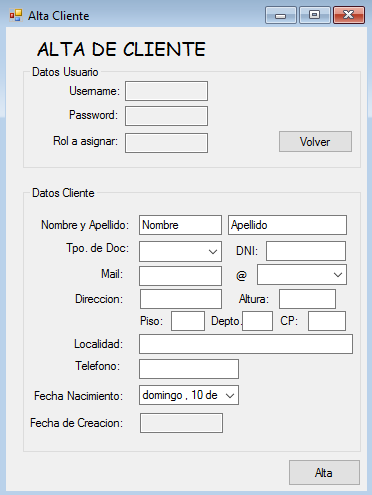 Alta Cliente
ALTA DE CLIENTE
Datos Usuario
Username:
Password:
Rol a asignar:
Volver
Datos Cliente
Nombre y Apellido: Nombre Apellido
Tpo. de Doc: DNI:
Mail: @
Direccion: Altura:
Piso: Depto. CP:
Localidad:
Telefono:
Fecha Nacimiento: domingo , 10 de
Fecha de Creacion:
Alta